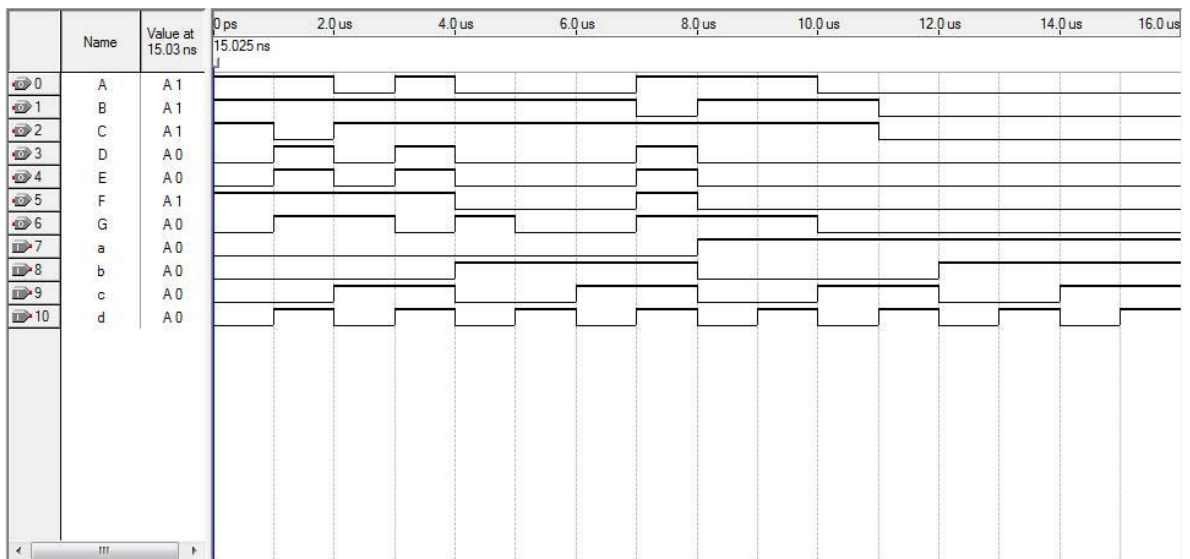 Name
Value at
15.03 ns
0 ps 2.0 us 4.0 us 6.0 us 8.0 us 10.0 us 12.0 us 14.0 us 16.0 us
15.025 ns
0 A A 1
1 B A 1
2 C A 1
3 D A 0
4 E A 0
5 F A 1
6 G A 0
7 a A 0
8 b A 0
9 c A 0
10 d A 0